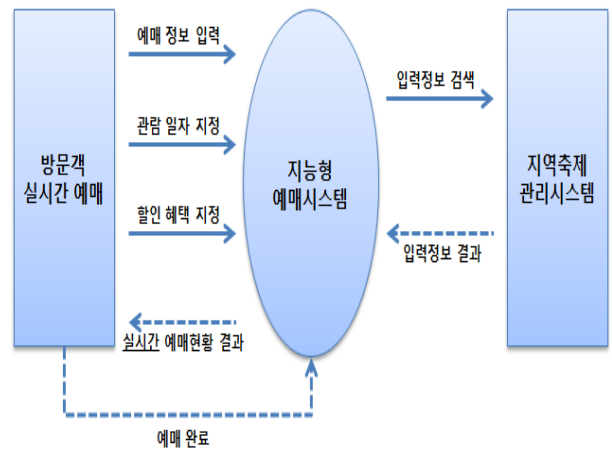 예매 정보 입력
관람 일자 지정
할인 혜택 지정
방문객
실시간 예매
실시간 예매현황 결과
예매 완료
지능형
예매시스템
입력정보 검색
입력정보 결과
지역축제
관리시스템